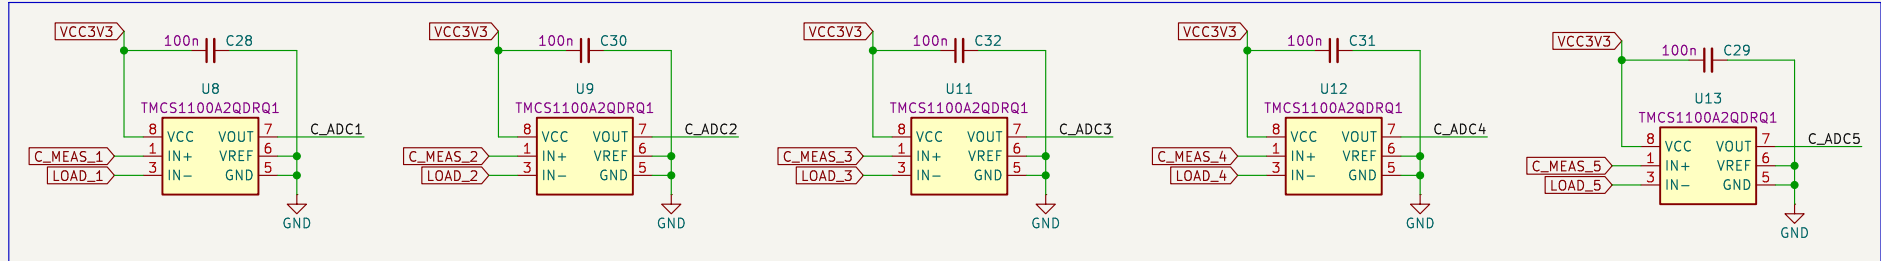 VCC3V3
100n
C28
U8
TMCS1100A2QDRQ1
C_ADC1
8 VCC VOUT 7
C_MEAS_1 1 IN+ VREF 6
LOAD_1 3 IN- GND 5
GND
VCC3V3
100n
C30
U9
TMCS1100A2QDRQ1
C_ADC2
8 VCC VOUT 7
C_MEAS_2 1 IN+ VREF 6
LOAD_2 3 IN- GND 5
GND
VCC3V3
100n
C32
U11
TMCS1100A2QDRQ1
C_ADC3
8 VCC VOUT 7
C_MEAS_3 1 IN+ VREF 6
LOAD_3 3 IN- GND 5
GND
VCC3V3
100n
C31
U12
TMCS1100A2QDRQ1
C_ADC4
8 VCC VOUT 7
C_MEAS_4 1 IN+ VREF 6
LOAD_4 3 IN- GND 5
GND
VCC3V3
100n
C29
U13
TMCS1100A2QDRQ1
C_ADC5
8 VCC VOUT 7
C_MEAS_5 1 IN+ VREF 6
LOAD_5 3 IN- GND 5
GND